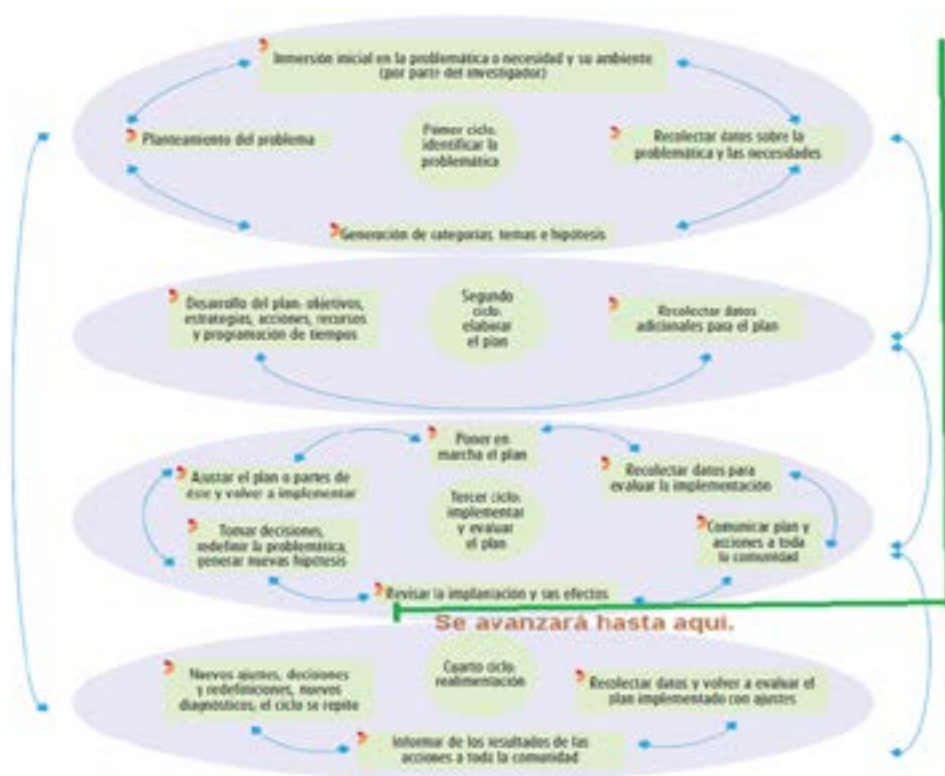 Inmersión inicial en la problemática o necesidad y su ambiente
(por parte del investigador)
Planteamiento del problema
Primer ciclo:
identificar la
problemática
Recolectar datos sobre la
problemática y las necesidades
Generación de categorías, temas e hipótesis
Desarrollo del plan: objetivos,
estrategias, acciones, recursos
y programación de tiempos
Segundo
ciclo:
elaborar
el plan
Recolectar datos
adicionales para el plan
Poner en
marcha el plan
Ajustar el plan o partes de
éste y volver a implementar
Recolectar datos para
evaluar la implementación
Tercer ciclo:
implementar
y evaluar
el plan
Tomar decisiones,
redefinir la problemática,
generar nuevas hipótesis
Comunicar plan y
acciones a toda
la comunidad
Revisar la implantación y sus efectos
Se avanzará hasta aquí.
Nuevos ajustes, decisiones
y redefiniciones, nuevos
diagnósticos; el ciclo se repite
Cuarto ciclo:
realimentación
Recolectar datos y volver a evaluar el
plan implementado con ajustes
Informar de los resultados de las
acciones a toda la comunidad